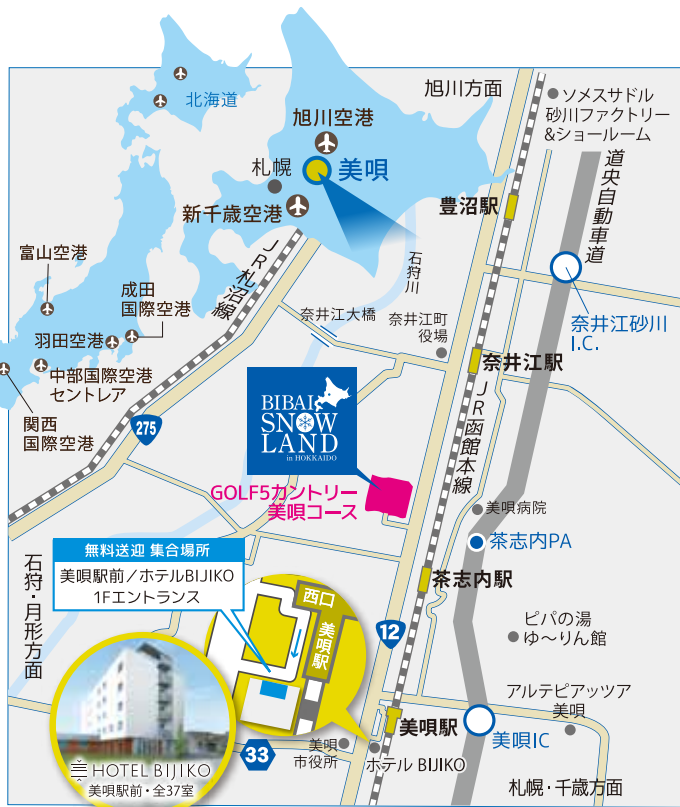 北海道
旭川空港
札幌
美唄
新千歳空港
富山空港
成田
国際空港
羽田空港
中部国際空港
セントレア
関西
国際空港
旭川方面
ソメスサドル
砂川ファクトリー
&ショールーム
道央自動車道
豊沼駅
奈井江砂川
I.C.
石狩川
JR札沼線
奈井江大橋
奈井江町
役場
奈井江駅
JR函館本線
275
BIBAI
SNOW
LAND
in HOKKAIDO
GOLF5カントリー
美唄コース
美唄病院
茶志内PA
茶志内駅
無料送迎 集合場所
美唄駅前/ホテルBIJIKO
1Fエントランス
石狩・月形方面
西口
美唄駅
12
ピパの湯
ゆ〜りん館
アルテピアッツア
美唄
美唄駅
美唄IC
HOTEL BIJIKO
美唄駅前・全37室
33
美唄
市役所
ホテル BIJIKO
札幌・千歳方面